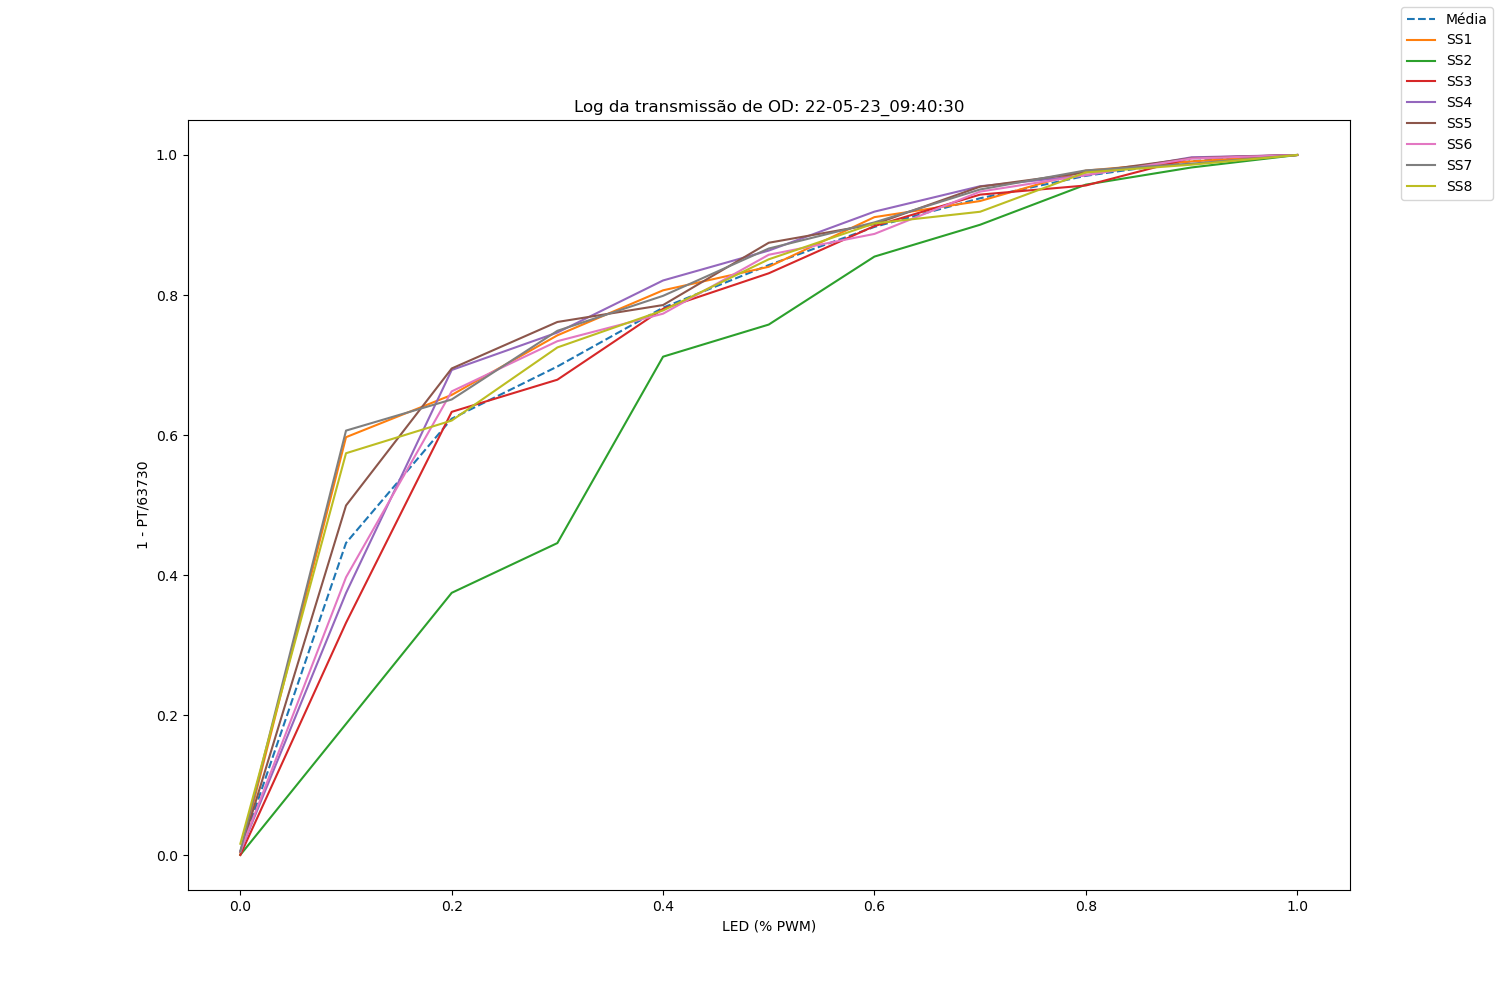 Média
SS1
SS2
SS3
SS4
SS5
SS6
SS7
SS8
Log da transmissão de OD: 22-05-23_09:40:30
1.0
0.8
0.6
0.4
0.2
0.0
1 - PT/63730
0.0 0.2 0.4 0.6 0.8 1.0
LED (% PWM)